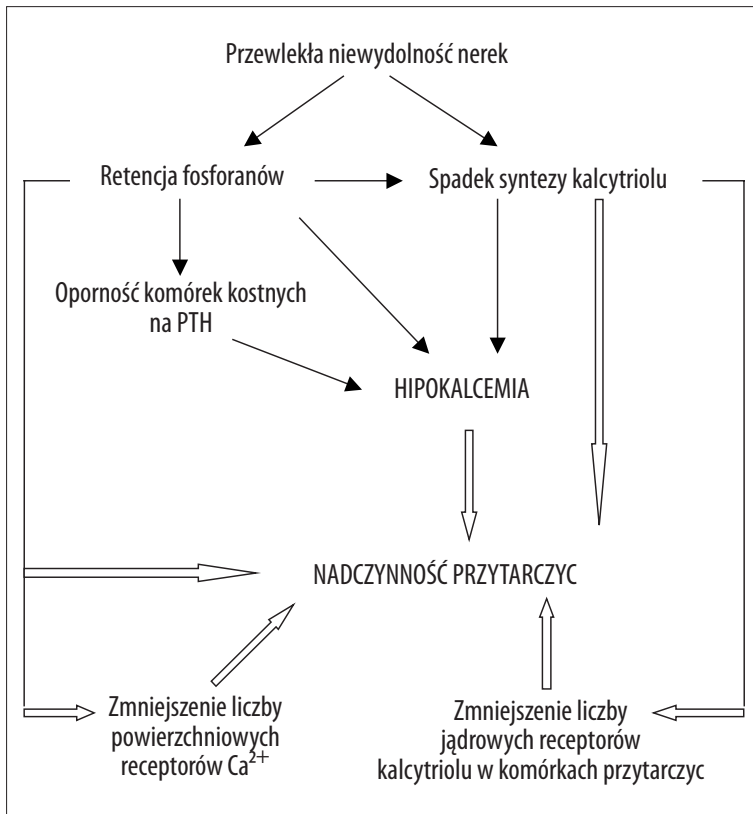 Przewlekła niewydolność nerek
Retencja fosforanów
Spadek syntezy kalcytriolu
Oporność komórek kostnych
na PTH
HIPOKALCEMIA
NADCZYNNOŚĆ PRZYTARCZYC
Zmniejszenie liczby
powierzchniowych
receptorów Ca²⁺
Zmniejszenie liczby
jądrowych receptorów
kalcytriolu w komórkach przytarczyc